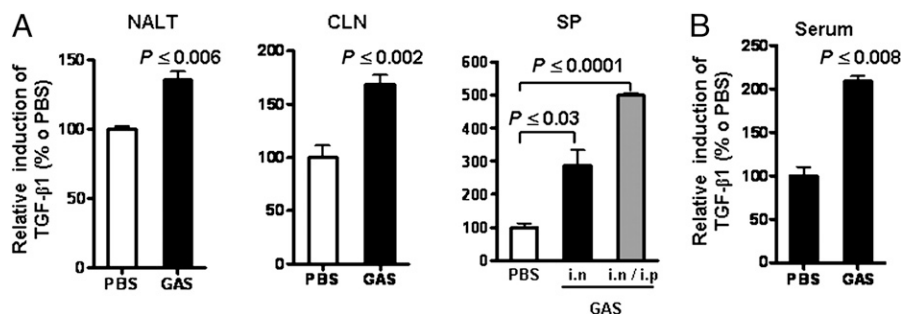 A
NALT
CLN
SP
B
Serum
Relative induction of
TGF-β1 (% o PBS)
150
100
50
0
P ≤ 0.006
PBS GAS
200
150
100
50
0
P ≤ 0.002
PBS GAS
600
500
400
300
200
100
0
P ≤ 0.0001
P ≤ 0.03
PBS i.n i.n / i.p
GAS
Relative induction of
TGF-β1 (% o PBS)
250
200
150
100
50
0
P ≤ 0.008
PBS GAS